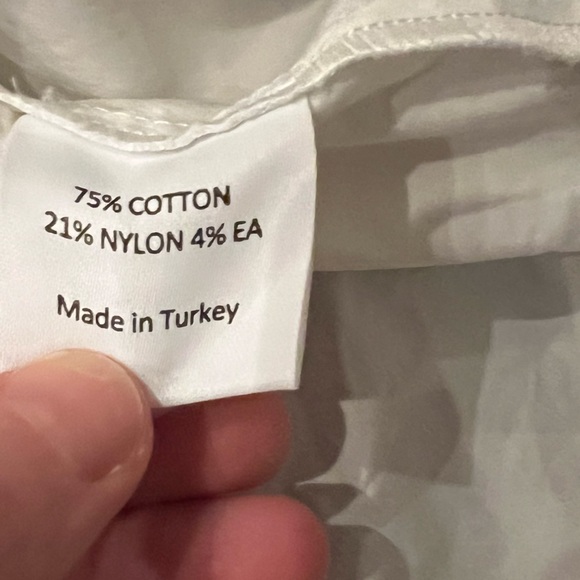 75% COTTON
21% NYLON 4% EA
Made in Turkey